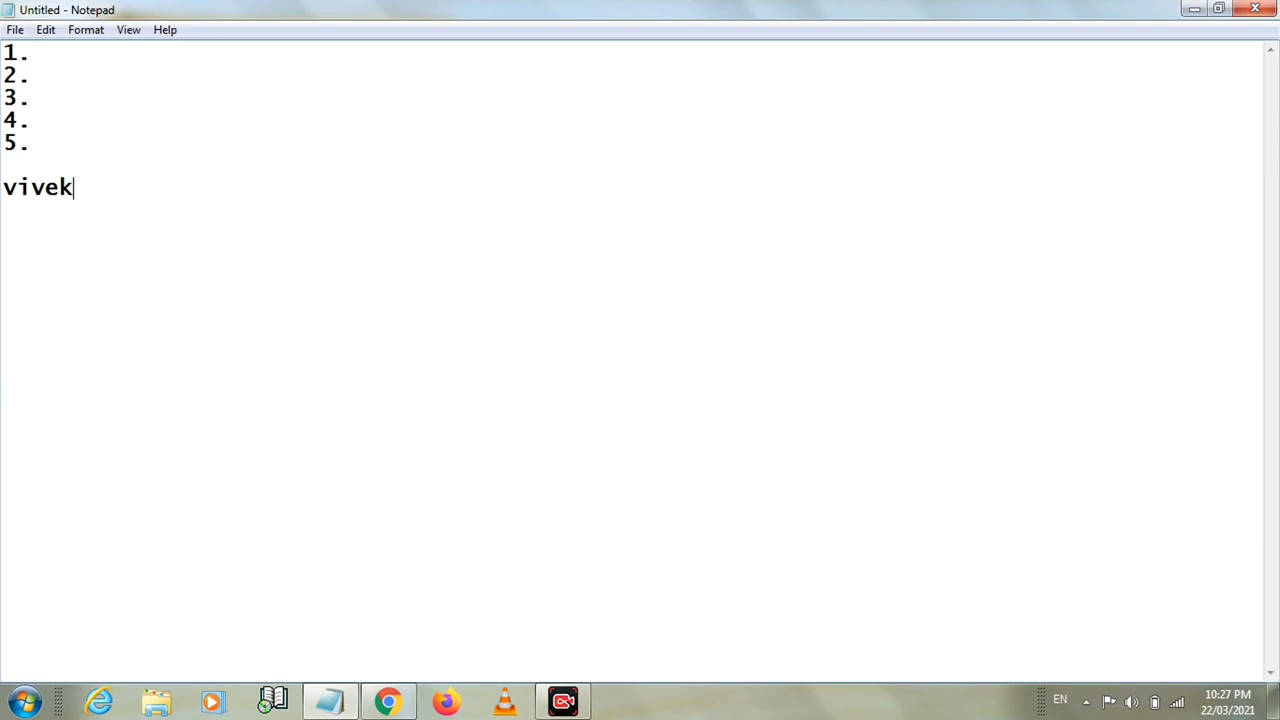 Untitled - Notepad
File Edit Format View Help
1.
2.
3.
4.
5.
vivek
EN
10:27 PM
22/03/2021